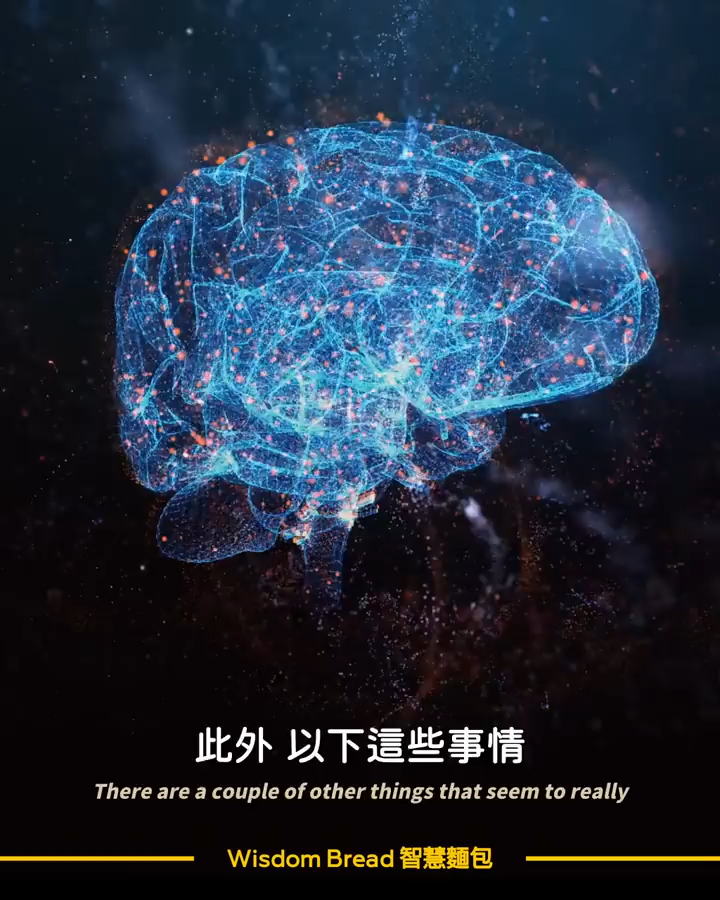 此外 以下這些事情
There are a couple of other things that seem to really
Wisdom Bread 智慧麵包